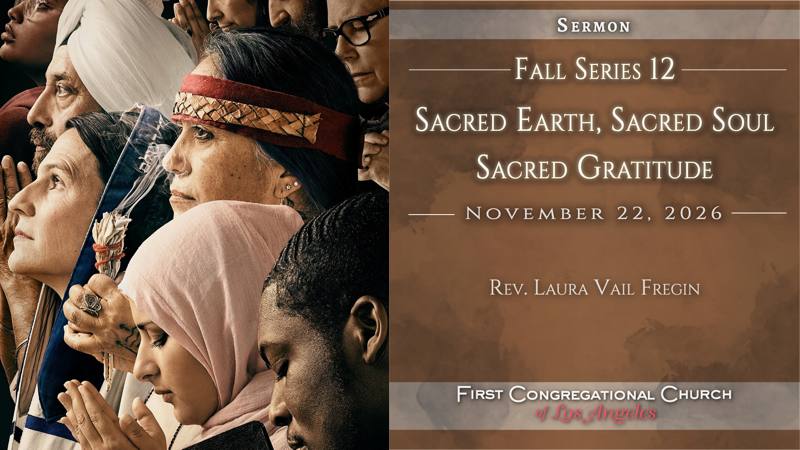 Sermon
Fall Series 12
Sacred Earth, Sacred Soul
Sacred Gratitude
November 22, 2026
Rev. Laura Vail Fregin
First Congregational Church
of Los Angeles